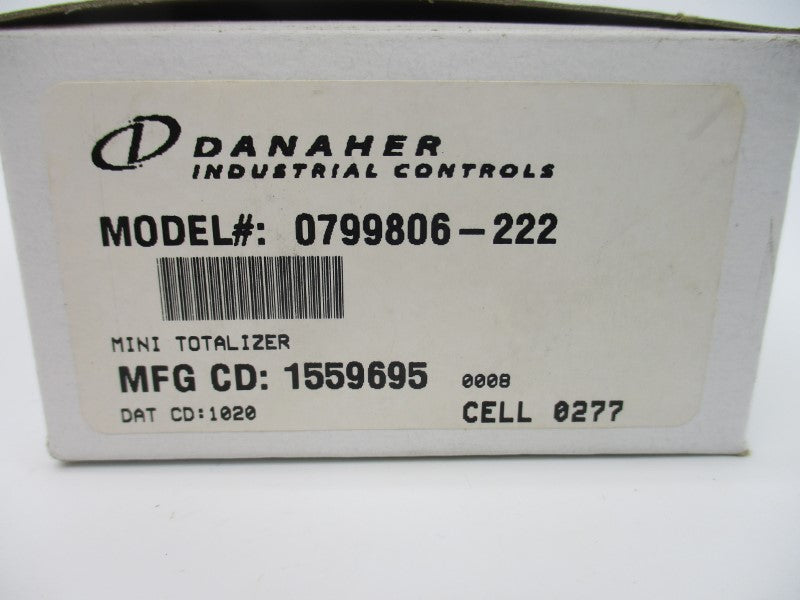 DANAHER
INDUSTRIAL CONTROLS
MODEL#: 0799806-222
MINI TOTALIZER
MFG CD: 1559695 0008
DAT CD:1020 CELL 0277